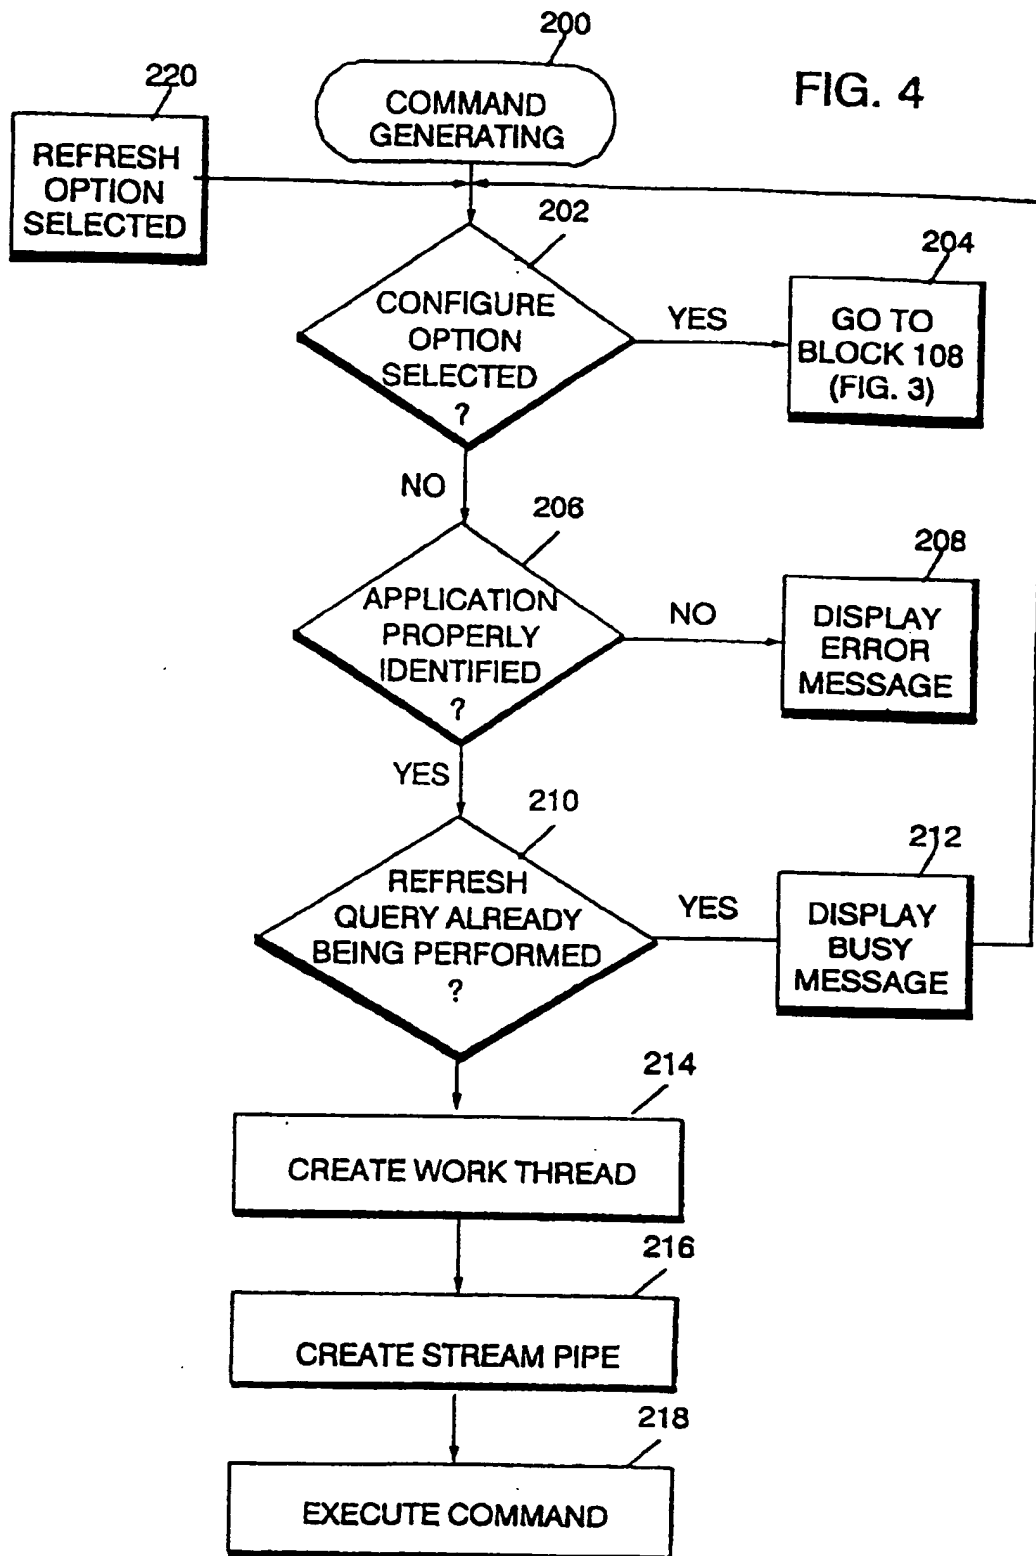 200
220
FIG. 4
COMMAND
GENERATING
REFRESH
OPTION
SELECTED
202
204
CONFIGURE
OPTION
SELECTED
?
YES
GO TO
BLOCK 108
(FIG. 3)
NO
206
208
APPLICATION
PROPERLY
IDENTIFIED
?
NO
DISPLAY
ERROR
MESSAGE
YES
210
212
REFRESH
QUERY ALREADY
BEING PERFORMED
?
YES
DISPLAY
BUSY
MESSAGE
214
CREATE WORK THREAD
216
CREATE STREAM PIPE
218
EXECUTE COMMAND